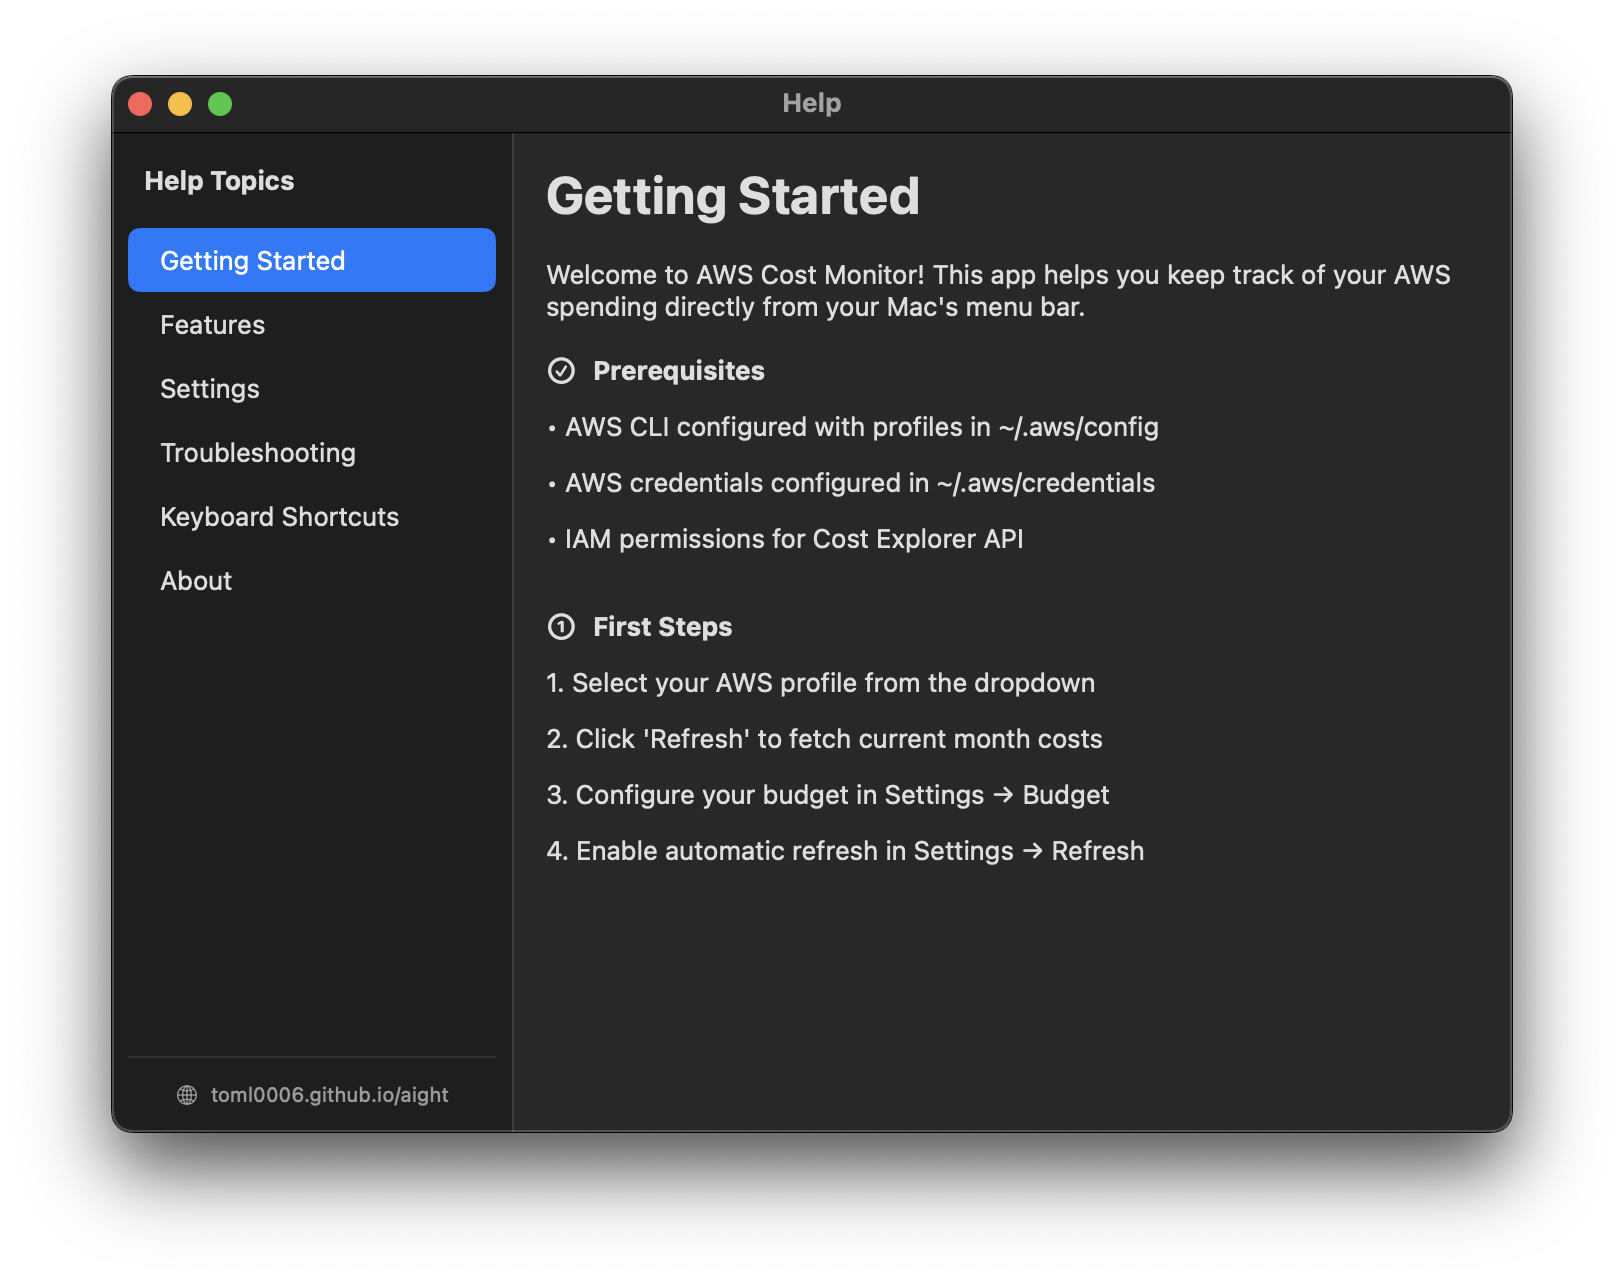 Help
Help Topics
Getting Started
Features
Settings
Troubleshooting
Keyboard Shortcuts
About
toml0006.github.io/aight
Getting Started
Welcome to AWS Cost Monitor! This app helps you keep track of your AWS
spending directly from your Mac's menu bar.
Prerequisites
• AWS CLI configured with profiles in ~/.aws/config
• AWS credentials configured in ~/.aws/credentials
• IAM permissions for Cost Explorer API
1 First Steps
1. Select your AWS profile from the dropdown
2. Click 'Refresh' to fetch current month costs
3. Configure your budget in Settings → Budget
4. Enable automatic refresh in Settings → Refresh